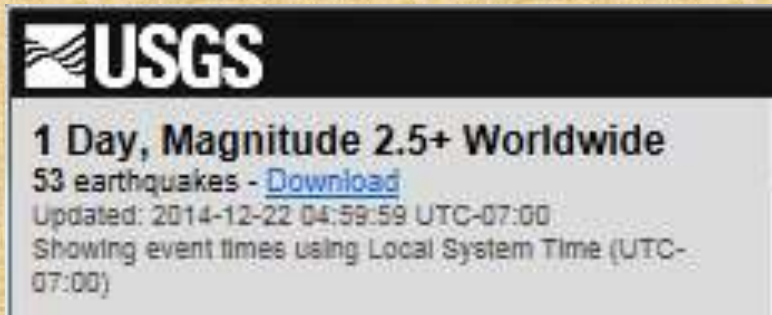 USGS
1 Day, Magnitude 2.5+ Worldwide
53 earthquakes - Download
Updated: 2014-12-22 04:59:59 UTC-07:00
Showing event times using Local System Time (UTC-
07:00)